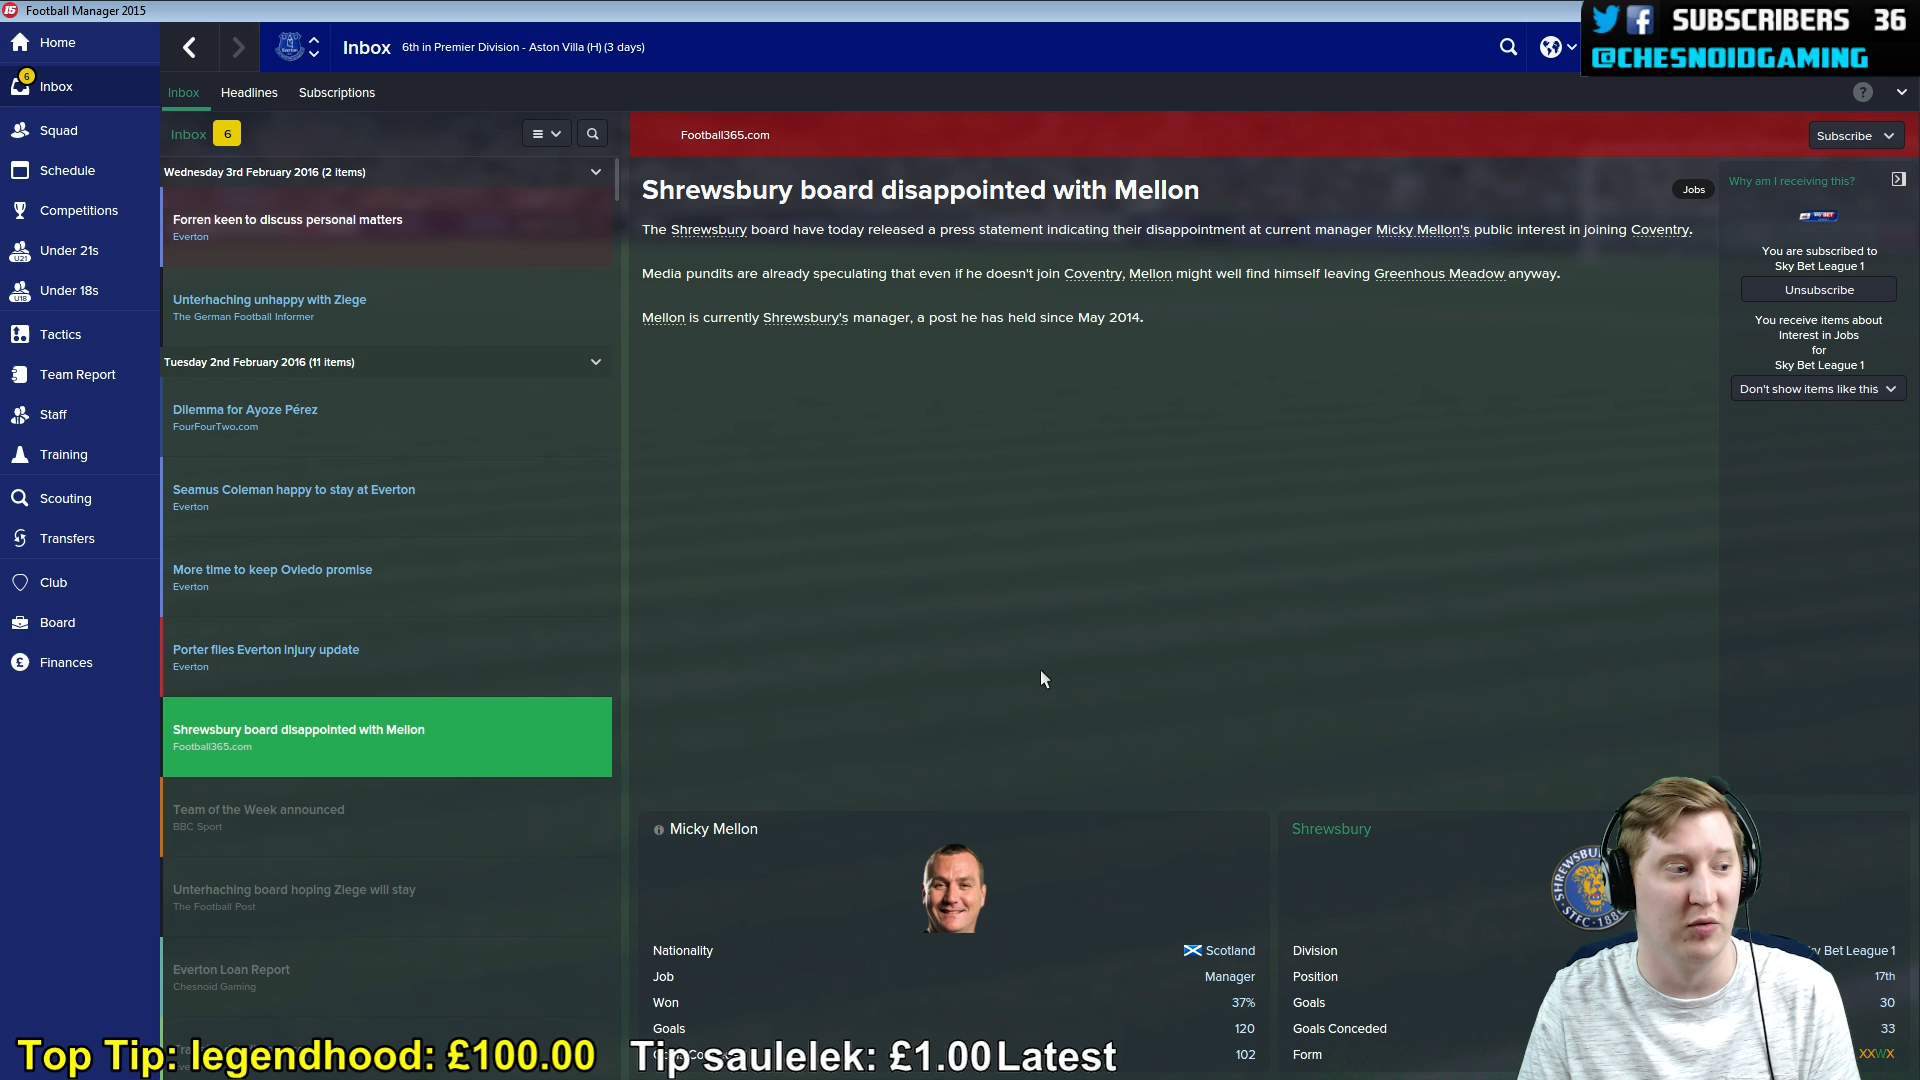 Football Manager 2015
Home
6
Inbox
Squad
Schedule
Competitions
U21
Under 21s
U18
Under 18s
Tactics
Team Report
Staff
Training
Scouting
Transfers
Club
Board
Finances
Inbox 6th in Premier Division - Aston Villa (H) (3 days)
SUBSCRIBERS 36
@CHESNOIDGAMING
Inbox Headlines Subscriptions
Inbox 6
Wednesday 3rd February 2016 (2 items)
Forren keen to discuss personal matters
Everton
Unterhaching unhappy with Ziege
The German Football Informer
Tuesday 2nd February 2016 (11 items)
Dilemma for Ayoze Pérez
FourFourTwo.com
Seamus Coleman happy to stay at Everton
Everton
More time to keep Oviedo promise
Everton
Porter files Everton injury update
Everton
Shrewsbury board disappointed with Mellon
Football365.com
Team of the Week announced
BBC Sport
Unterhaching board hoping Ziege will stay
The Football Post
Everton Loan Report
Chesnoid Gaming
Football365.com
Subscribe
Shrewsbury board disappointed with Mellon
Jobs
The Shrewsbury board have today released a press statement indicating their disappointment at current manager Micky Mellon's public interest in joining Coventry.
Media pundits are already speculating that even if he doesn't join Coventry, Mellon might well find himself leaving Greenhous Meadow anyway.
Mellon is currently Shrewsbury's manager, a post he has held since May 2014.
Why am I receiving this?
sky BET
You are subscribed to
Sky Bet League 1
Unsubscribe
You receive items about
Interest in Jobs
for
Sky Bet League 1
Don't show items like this
Micky Mellon
Nationality Scotland
Job Manager
Won 37%
Goals 120
102
Shrewsbury
Division Bet League 1
Position 17th
Goals 30
Goals Conceded 33
Form XXWX
Top Tip: legendhood: £100.00 Tip saulelek: £1.00 Latest